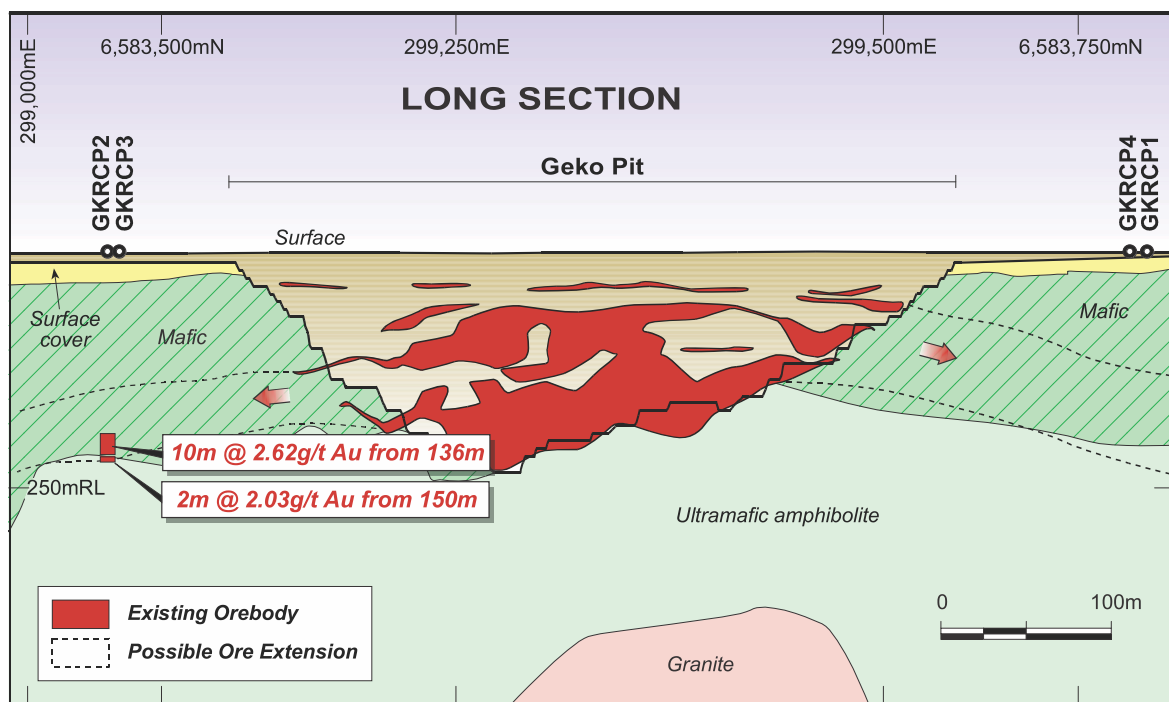 299,000mE
6,583,500mN
299,250mE
299,500mE
6,583,750mN
LONG SECTION
GKRCP2
GKRCP3
Geko Pit
GKRCP4
GKRCP1
Surface
Surface
cover
Mafic
Mafic
10m @ 2.62g/t Au from 136m
250mRL
2m @ 2.03g/t Au from 150m
Ultramafic amphibolite
Existing Orebody
Possible Ore Extension
0
100m
Granite